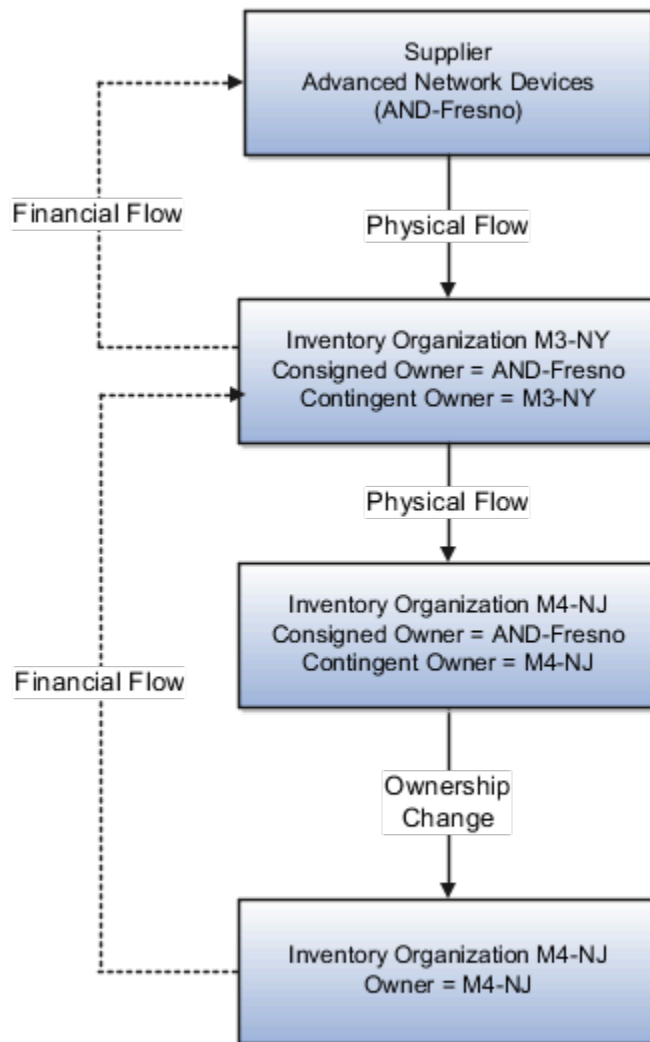 Supplier
Advanced Network Devices
(AND-Fresno)
Financial Flow
Physical Flow
Inventory Organization M3-NY
Consigned Owner = AND-Fresno
Contingent Owner = M3-NY
Physical Flow
Inventory Organization M4-NJ
Consigned Owner = AND-Fresno
Contingent Owner = M4-NJ
Financial Flow
Ownership
Change
Inventory Organization M4-NJ
Owner = M4-NJ